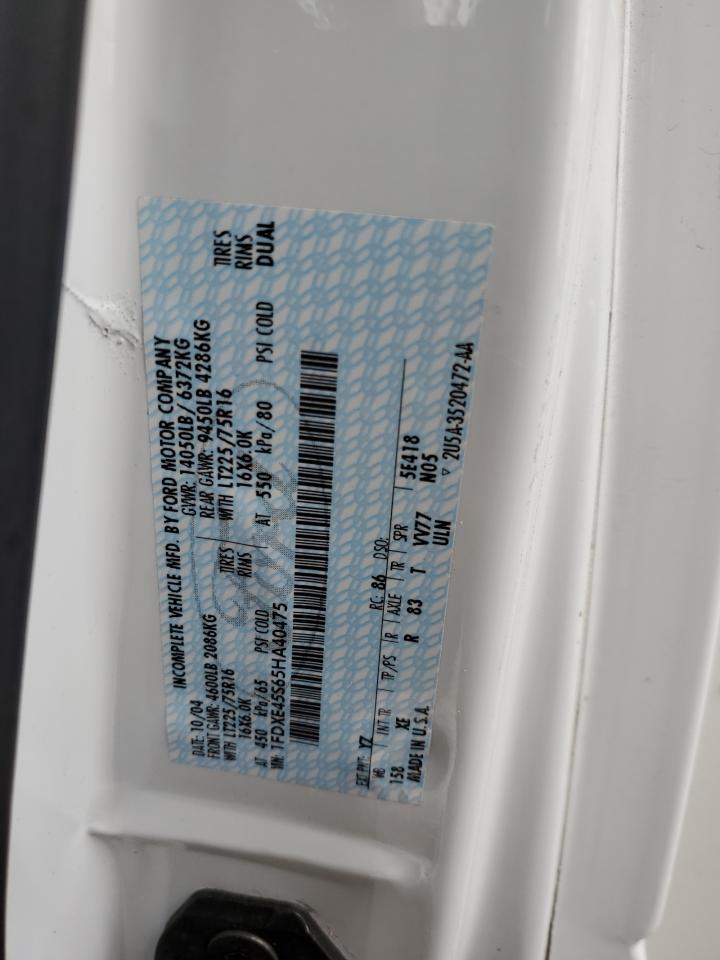 INCOMPLETE VEHICLE MFD. BY FORD MOTOR COMPANY
DATE: 10/04 GVWR: 14050LB / 6372KG
FRONT GAWR: 4600LB 2086KG REAR GAWR: 9450LB 4286KG
WITH LT225/75R16 TIRES WITH LT225/75R16 TIRES
16X6.0K RIMS 16X6.0K RIMS
AT 450 kPa/65 PSI COLD AT 550 kPa/80 PSI COLD DUAL
VIN: 1FDXE45S65HA40475
EXT PNT: YZ RC: 86 DSO:
WB INT TR TP/PS R AXLE TR SPR 5E418
158 XE R 83 T VV77 N05
MADE IN U.S.A. ULN
▽ 2U5A-3520472-AA